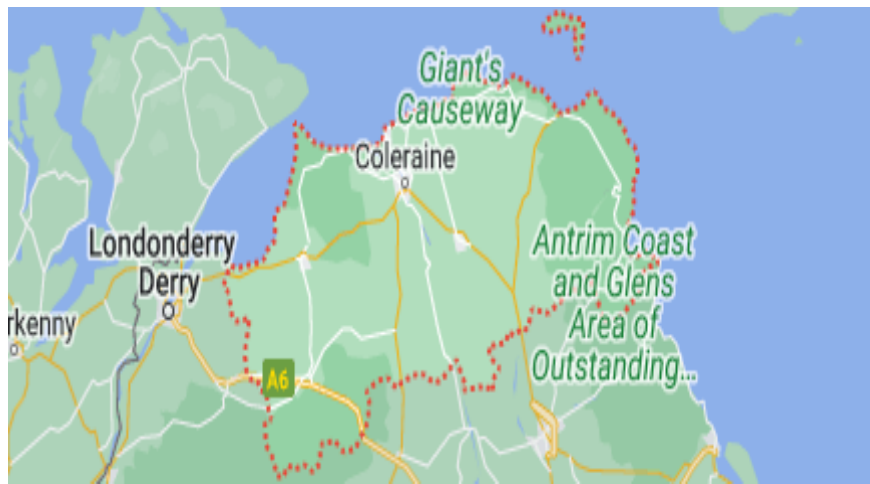 Giant's
Causeway
Coleraine
Londonderry
Derry
rkenny
A6
Antrim Coast
and Glens
Area of
Outstanding...